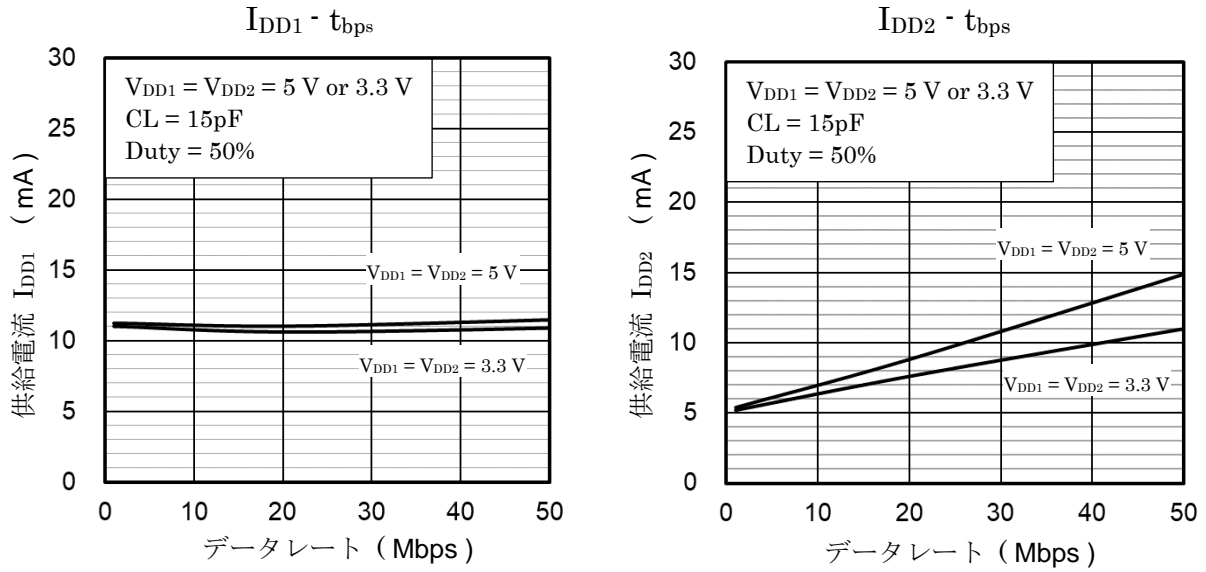 IDD1 - tbps
30
25
20
15
10
5
0
供給電流 IDD1 (mA)
VDD1 = VDD2 = 5 V or 3.3 V
CL = 15pF
Duty = 50%
VDD1 = VDD2 = 5 V
VDD1 = VDD2 = 3.3 V
0 10 20 30 40 50
データレート ( Mbps )
IDD2 - tbps
30
25
20
15
10
5
0
供給電流 IDD2 (mA)
VDD1 = VDD2 = 5 V or 3.3 V
CL = 15pF
Duty = 50%
VDD1 = VDD2 = 5 V
VDD1 = VDD2 = 3.3 V
0 10 20 30 40 50
データレート ( Mbps )